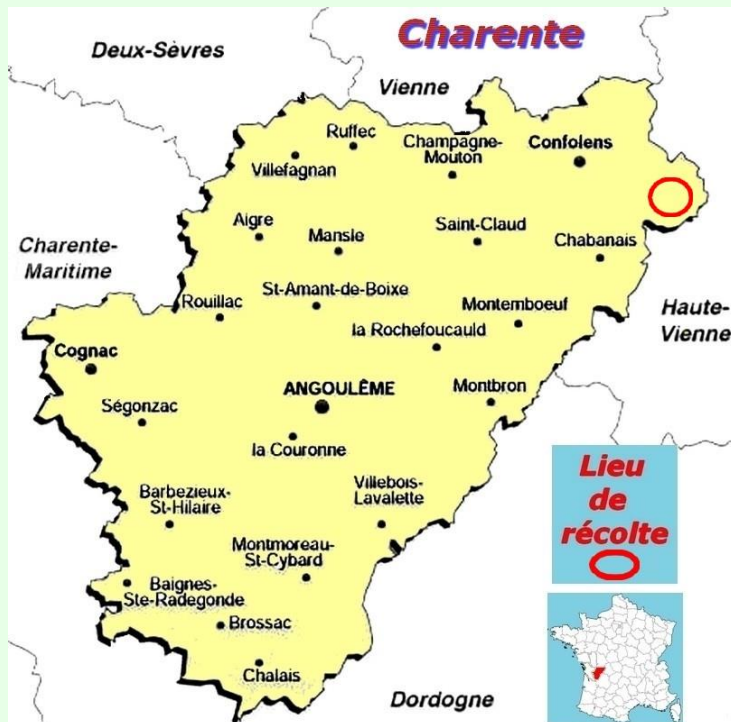 Charente
Deux-Sèvres
Vienne
Ruffec
Villefagnan
Champagne-
Mouton
Confolens
Aigre
Mansle
Saint-Claud
Chabanais
Charente-
Maritime
Rouillac
St-Amant-de-Boixe
Montemboeuf
Haute-
Vienne
la Rochefoucauld
Cognac
ANGOULÊME
Montbron
Ségonzac
la Couronne
Barbezieux-
St-Hilaire
Villebois-
Lavalette
Lieu
de
récolte
Montmoreau-
St-Cybard
Baignes-
Ste-Radegonde
Brossac
Chalais
Dordogne